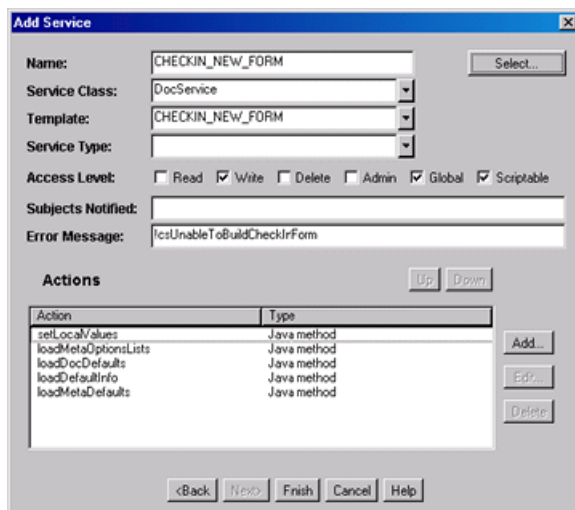 Add Service
Name: CHECKIN_NEW_FORM Select...
Service Class: DocService
Template: CHECKIN_NEW_FORM
Service Type:
Access Level: Read Write Delete Admin Global Scriptable
Subjects Notified:
Error Message: !csUnableToBuildCheckInForm
Actions Up Down
Action Type
setLocalValues Java method
loadMetaOptionsLists Java method
loadDocDefaults Java method
loadDefaultInfo Java method
loadMetaDefaults Java method
Add...
Edit...
Delete
<Back Next> Finish Cancel Help